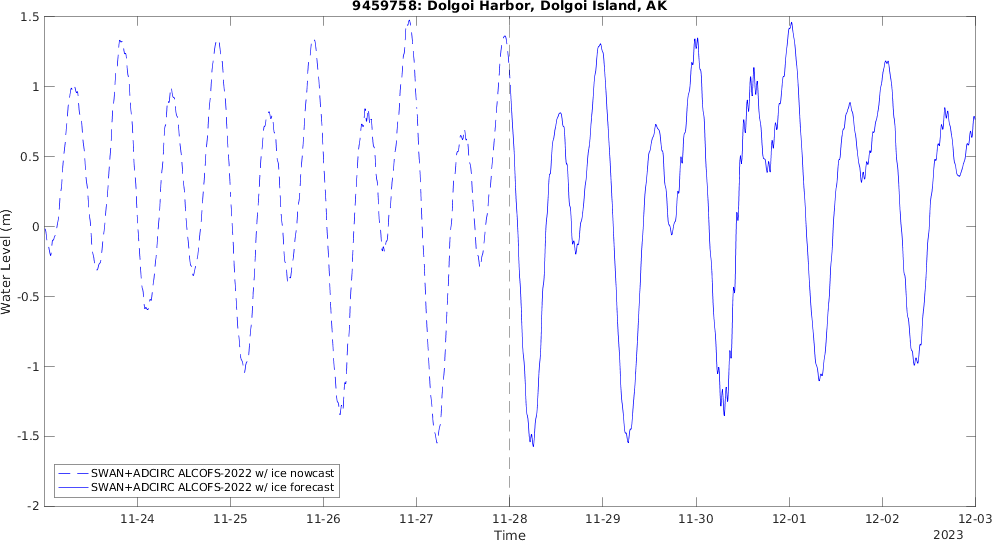 9459758: Dolgoi Harbor, Dolgoi Island, AK
1.5
1
0.5
0
-0.5
-1
-1.5
-2
Water Level (m)
SWAN+ADCIRC ALCOFS-2022 w/ ice nowcast
SWAN+ADCIRC ALCOFS-2022 w/ ice forecast
11-24 11-25 11-26 11-27 11-28 11-29 11-30 12-01 12-02 12-03
Time
2023